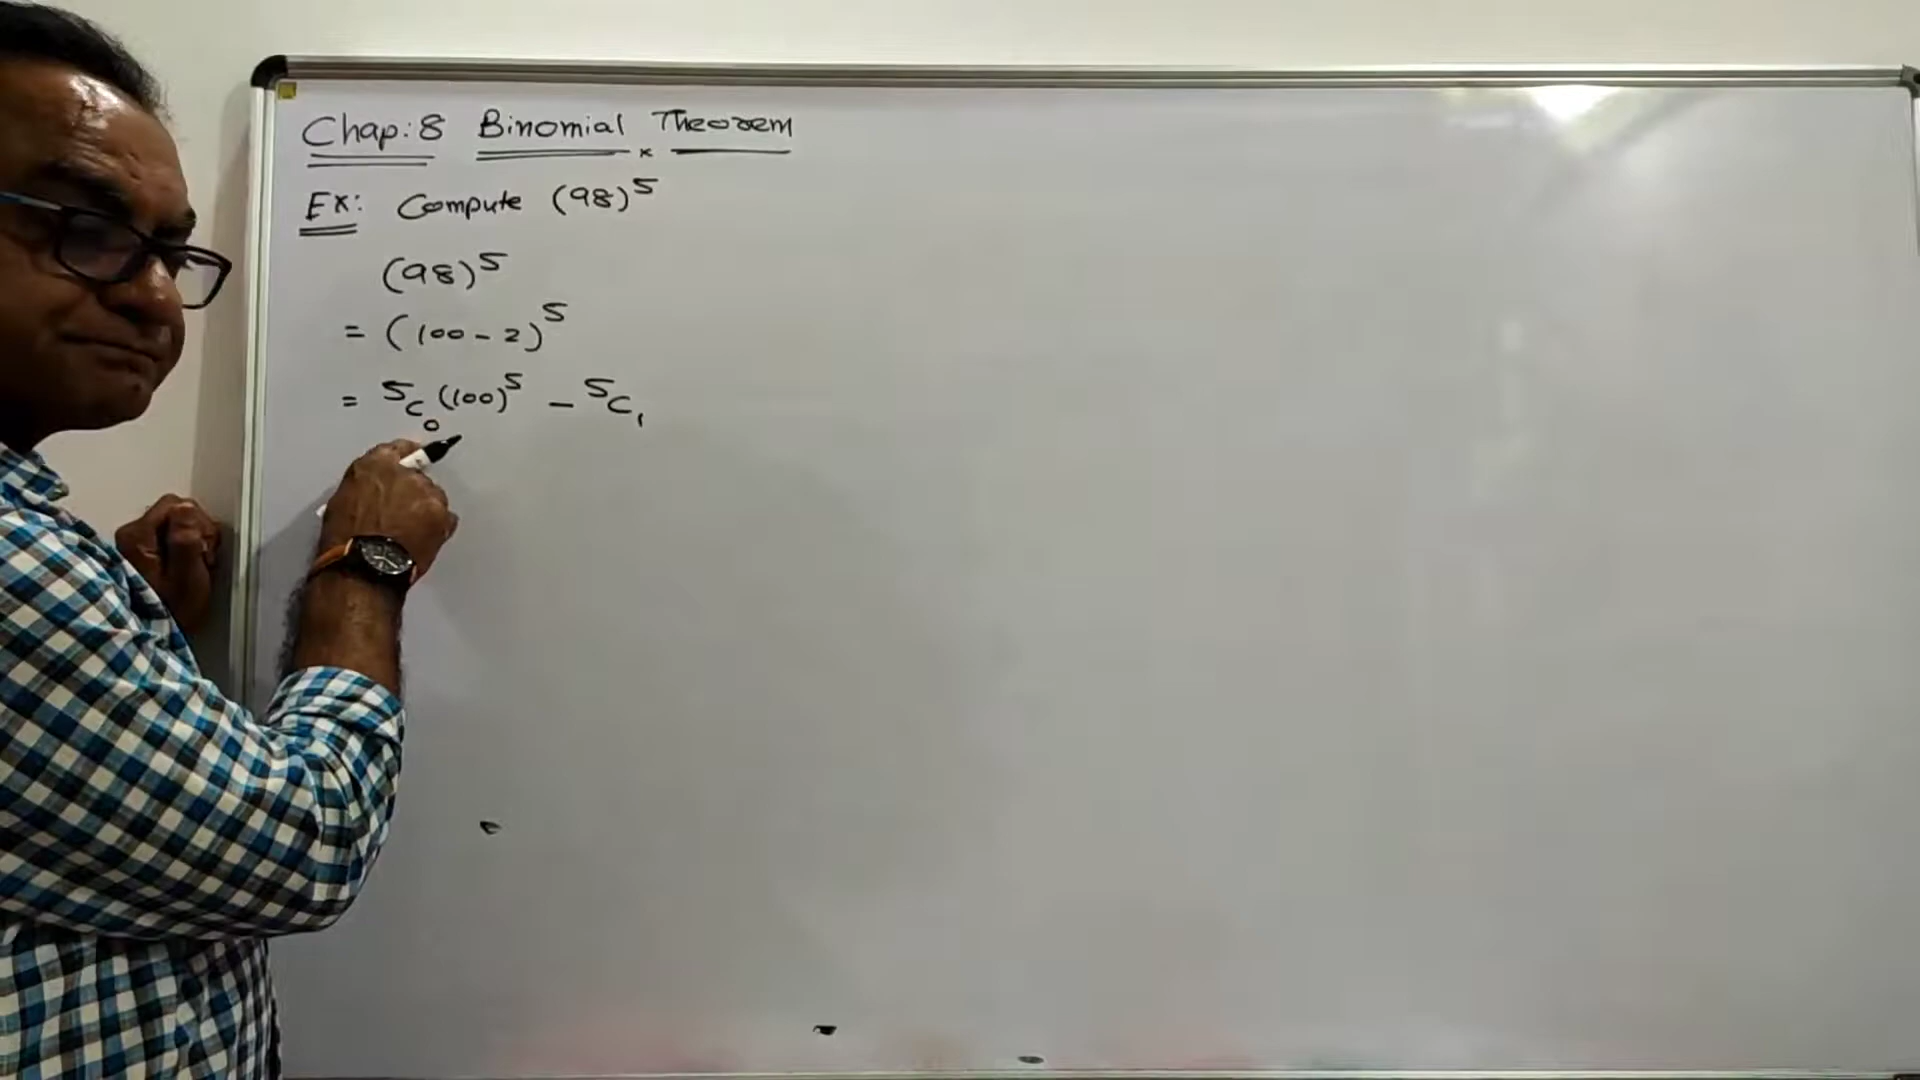 Chap:8 Binomial Theorem
Ex: Compute (98)⁵
(98)⁵
= (100 - 2)⁵
= ⁵C₀ (100)⁵ - ⁵C₁